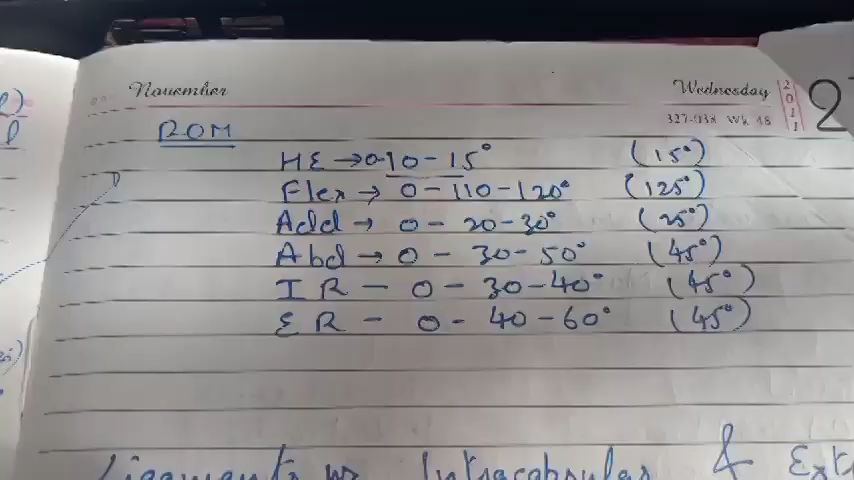 November Wednesday
2011
327-038 Wk 48
2
ROM
HE → 0-10-15° (15°)
Flex → 0-110-120° (125°)
Add → 0-20-30° (25°)
Abd → 0-30-50° (45°)
IR - 0-30-40° (45°)
ER - 0-40-60° (45°)
Ligaments Intracapsular &